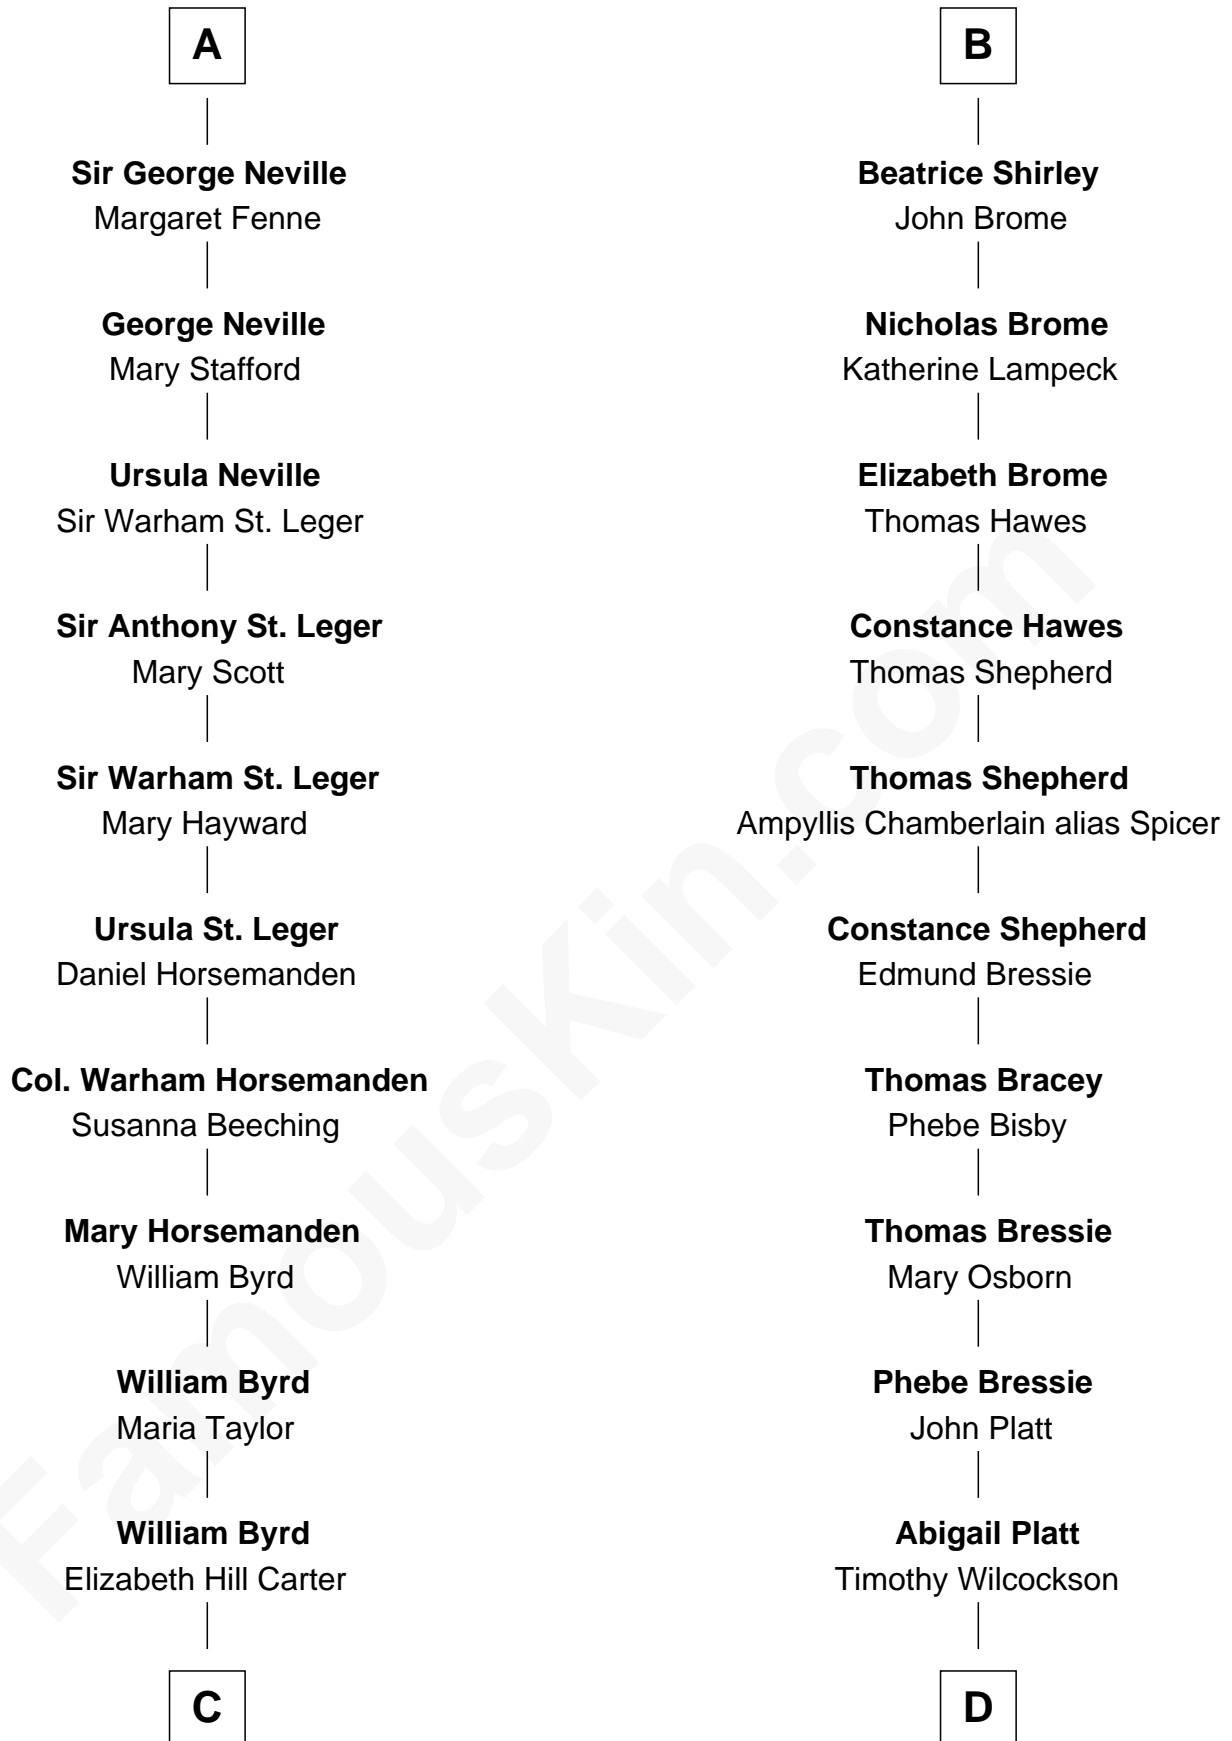 A
Sir George Neville
Margaret Fenne
George Neville
Mary Stafford
Ursula Neville
Sir Warham St. Leger
Sir Anthony St. Leger
Mary Scott
Sir Warham St. Leger
Mary Hayward
Ursula St. Leger
Daniel Horsemanden
Col. Warham Horsemanden
Susanna Beeching
Mary Horsemanden
William Byrd
William Byrd
Maria Taylor
William Byrd
Elizabeth Hill Carter
C
B
Beatrice Shirley
John Brome
Nicholas Brome
Katherine Lampeck
Elizabeth Brome
Thomas Hawes
Constance Hawes
Thomas Shepherd
Thomas Shepherd
Ampyllis Chamberlain alias Spicer
Constance Shepherd
Edmund Bressie
Thomas Bracey
Phebe Bisby
Thomas Bressie
Mary Osborn
Phebe Bressie
John Platt
Abigail Platt
Timothy Wilcockson
D
FamousKin.com